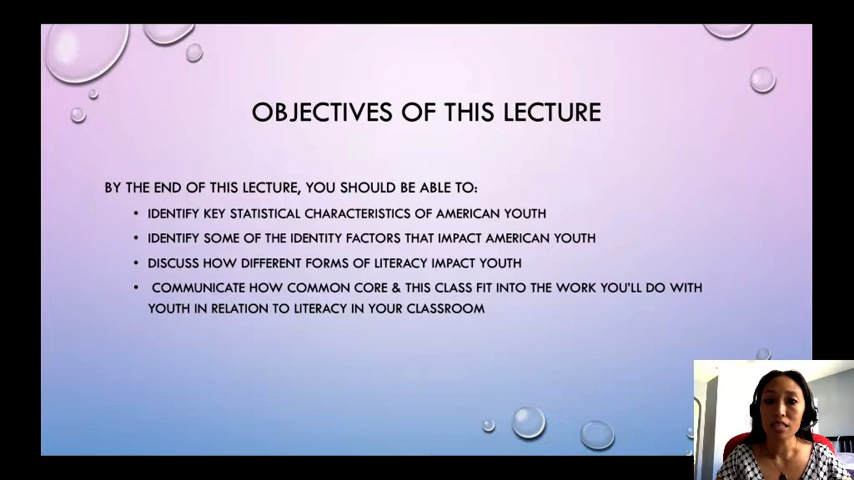 OBJECTIVES OF THIS LECTURE
BY THE END OF THIS LECTURE, YOU SHOULD BE ABLE TO:
• IDENTIFY KEY STATISTICAL CHARACTERISTICS OF AMERICAN YOUTH
• IDENTIFY SOME OF THE IDENTITY FACTORS THAT IMPACT AMERICAN YOUTH
• DISCUSS HOW DIFFERENT FORMS OF LITERACY IMPACT YOUTH
• COMMUNICATE HOW COMMON CORE & THIS CLASS FIT INTO THE WORK YOU'LL DO WITH
YOUTH IN RELATION TO LITERACY IN YOUR CLASSROOM